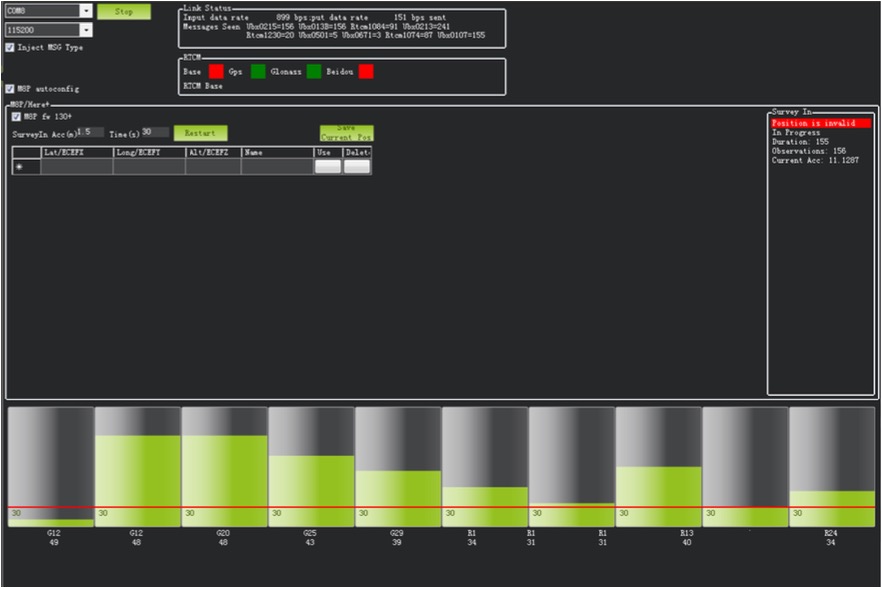 COM8
Stop
115200
Inject MSG Type
M8P autoconfig
Link Status
Input data rate 899 bps:put data rate 151 bps sent
Messages Seen Ubx0215=156 Ubx013B=156 Rtcm1084=91 Ubx0213=241
Rtcm1230=20 Ubx0501=5 Ubx0671=3 Rtcm1074=87 Ubx0107=155
RTCM
Base Gps Glonass Beidou
RTCM Base
M8P/Here+
M8P fw 130+
SurveyIn Acc(m) 1.5 Time(s) 30 Restart
Save
Current Pos
Lat/ECEFX Long/ECEFY Alt/ECEFZ Name Use Delet
Survey In
Position is invalid
In Progress
Duration: 155
Observations: 156
Current Acc: 11.1287
30 30 30 30 30 30 30 30 30 30
G12 G12 G20 G25 G29 R1 R1 R1 R13 R24
49 48 48 43 39 34 31 31 40 34